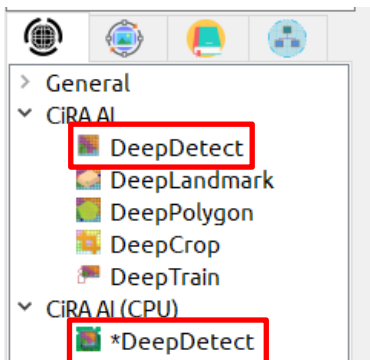 General
CiRA AI
DeepDetect
DeepLandmark
DeepPolygon
DeepCrop
DeepTrain
CiRA AI (CPU)
*DeepDetect